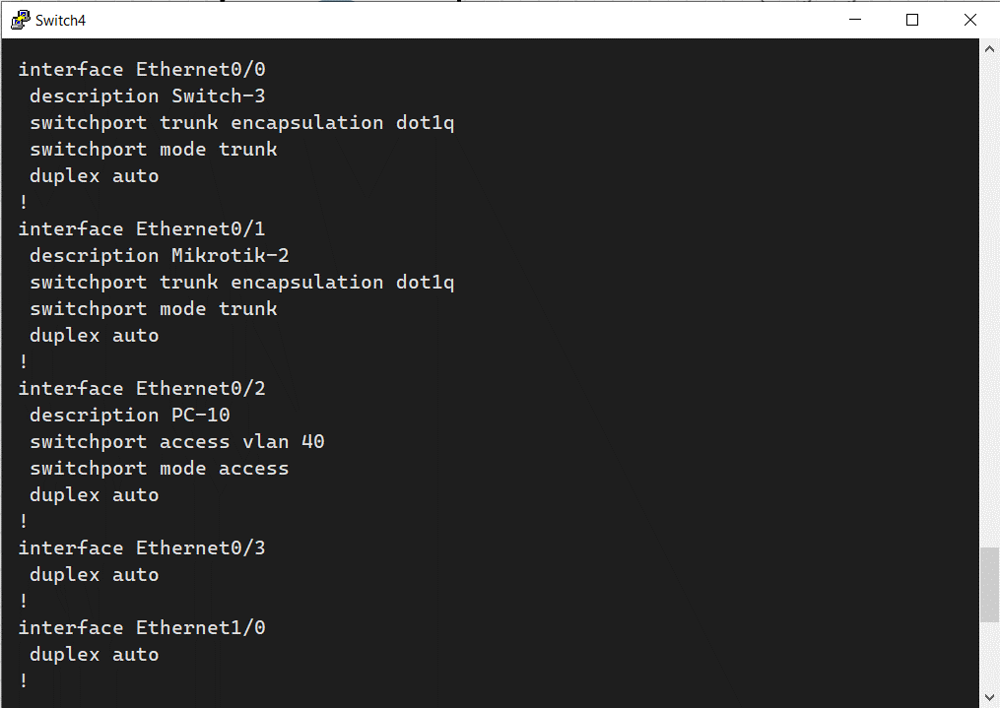 Switch4
interface Ethernet0/0
 description Switch-3
 switchport trunk encapsulation dot1q
 switchport mode trunk
 duplex auto
!
interface Ethernet0/1
 description Mikrotik-2
 switchport trunk encapsulation dot1q
 switchport mode trunk
 duplex auto
!
interface Ethernet0/2
 description PC-10
 switchport access vlan 40
 switchport mode access
 duplex auto
!
interface Ethernet0/3
 duplex auto
!
interface Ethernet1/0
 duplex auto
!